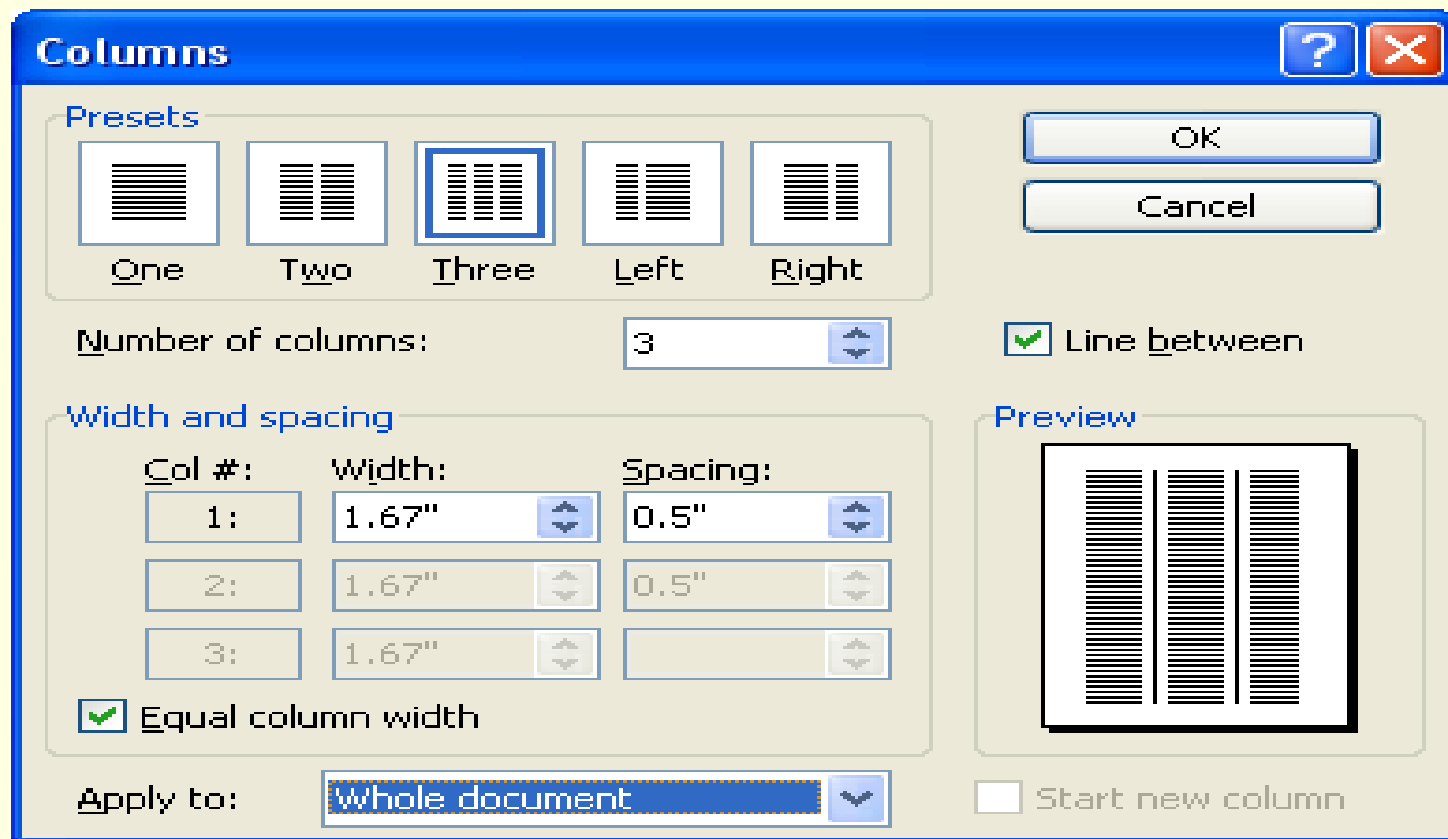 Columns
Presets
OK
Cancel
One Two Three Left Right
Number of columns: 3
Line between
Width and spacing
Preview
Col #: Width: Spacing:
1: 1.67" 0.5"
2: 1.67" 0.5"
3: 1.67"
Equal column width
Apply to: Whole document
Start new column